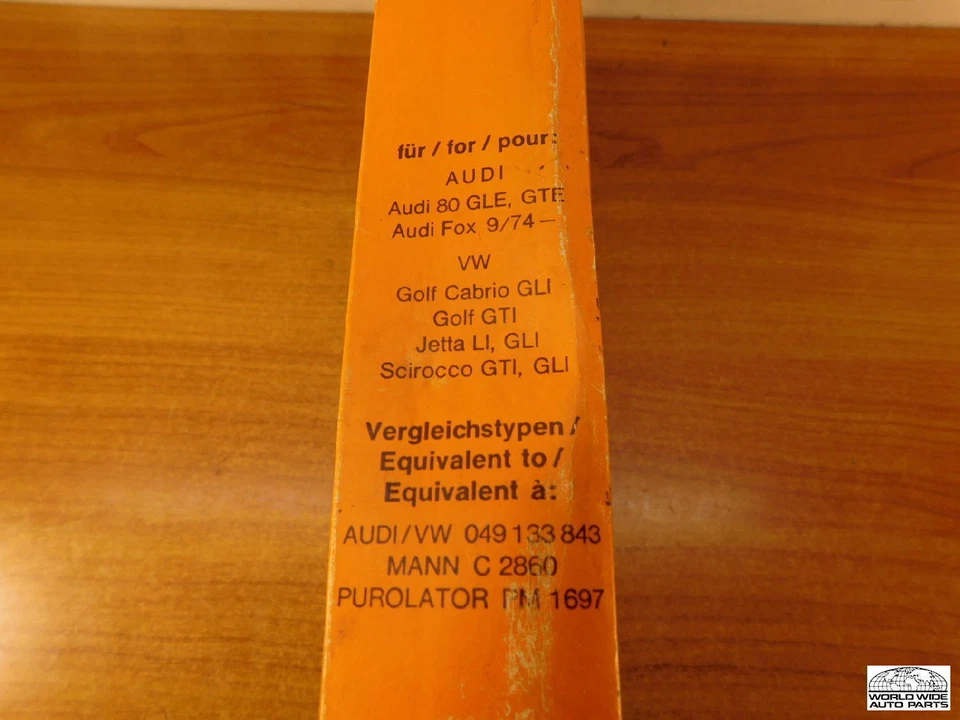 für / for / pour:
AUDI
Audi 80 GLE, GTE
Audi Fox 9/74 —
VW
Golf Cabrio GLI
Golf GTI
Jetta LI, GLI
Scirocco GTI, GLI
Vergleichstypen /
Equivalent to /
Equivalent à:
AUDI/VW 049 133 843
MANN C 2860
PUROLATOR PM 1697
WORLD WIDE
AUTO PARTS